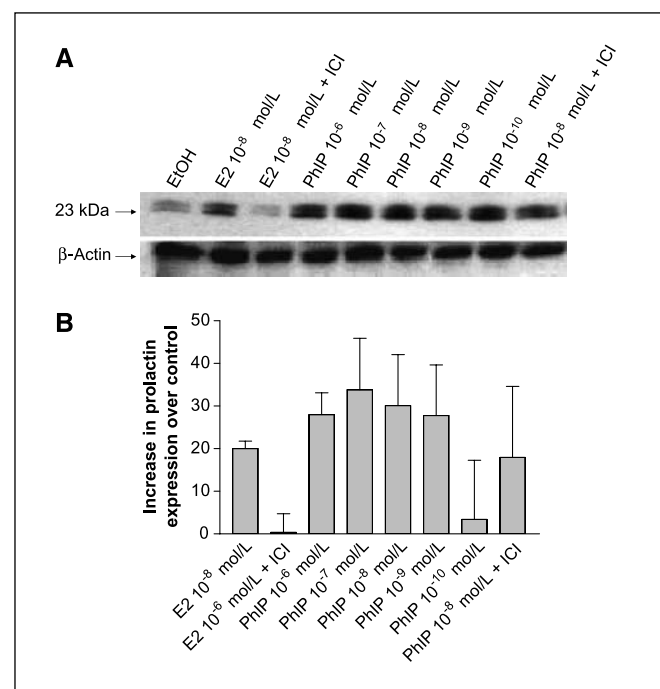 A
EtOH
E2 10⁻⁸ mol/L
E2 10⁻⁸ mol/L + ICI
PhIP 10⁻⁶ mol/L
PhIP 10⁻⁷ mol/L
PhIP 10⁻⁸ mol/L
PhIP 10⁻⁹ mol/L
PhIP 10⁻¹⁰ mol/L
PhIP 10⁻⁸ mol/L + ICI
23 kDa
β-Actin
B
Increase in prolactin
expression over control
50
40
30
20
10
0
E2 10⁻⁸ mol/L
E2 10⁻⁶ mol/L + ICI
PhIP 10⁻⁶ mol/L
PhIP 10⁻⁷ mol/L
PhIP 10⁻⁸ mol/L
PhIP 10⁻⁹ mol/L
PhIP 10⁻¹⁰ mol/L
PhIP 10⁻⁸ mol/L + ICI